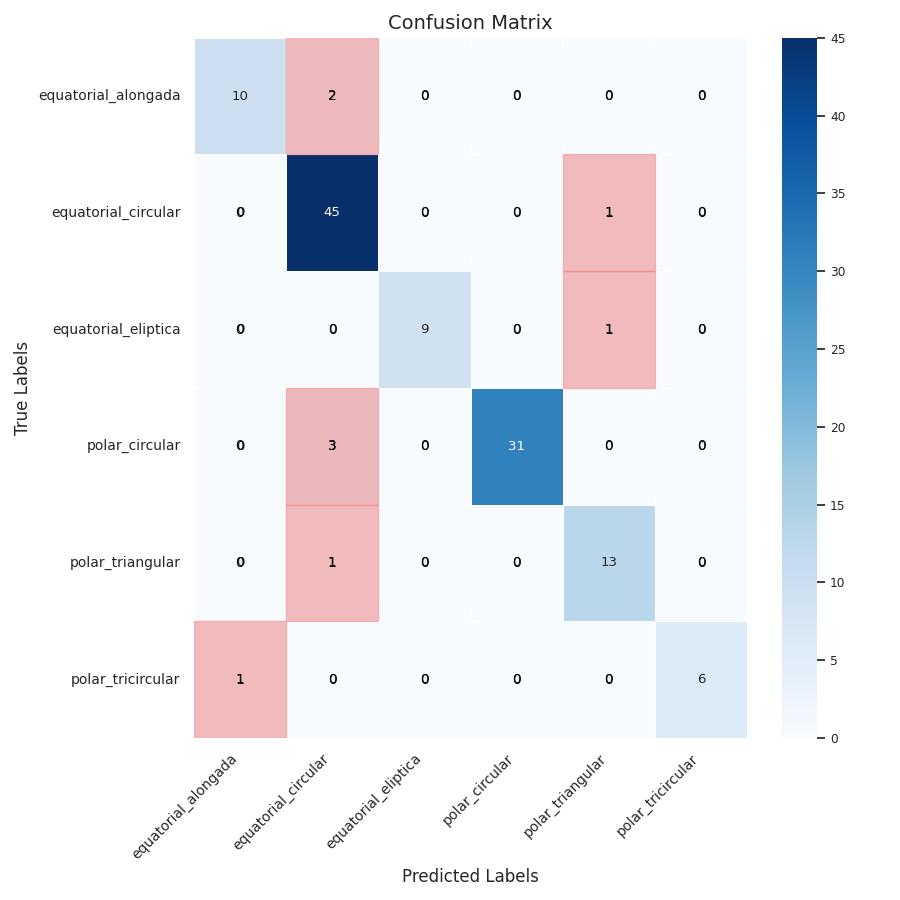 Confusion Matrix
equatorial_alongada 10 2 0 0 0 0
equatorial_circular 0 45 0 0 1 0
equatorial_eliptica 0 0 9 0 1 0
polar_circular 0 3 0 31 0 0
polar_triangular 0 1 0 0 13 0
polar_tricircular 1 0 0 0 0 6
True Labels
equatorial_alongada
equatorial_circular
equatorial_eliptica
polar_circular
polar_triangular
polar_tricircular
Predicted Labels
45
40
35
30
25
20
15
10
5
0